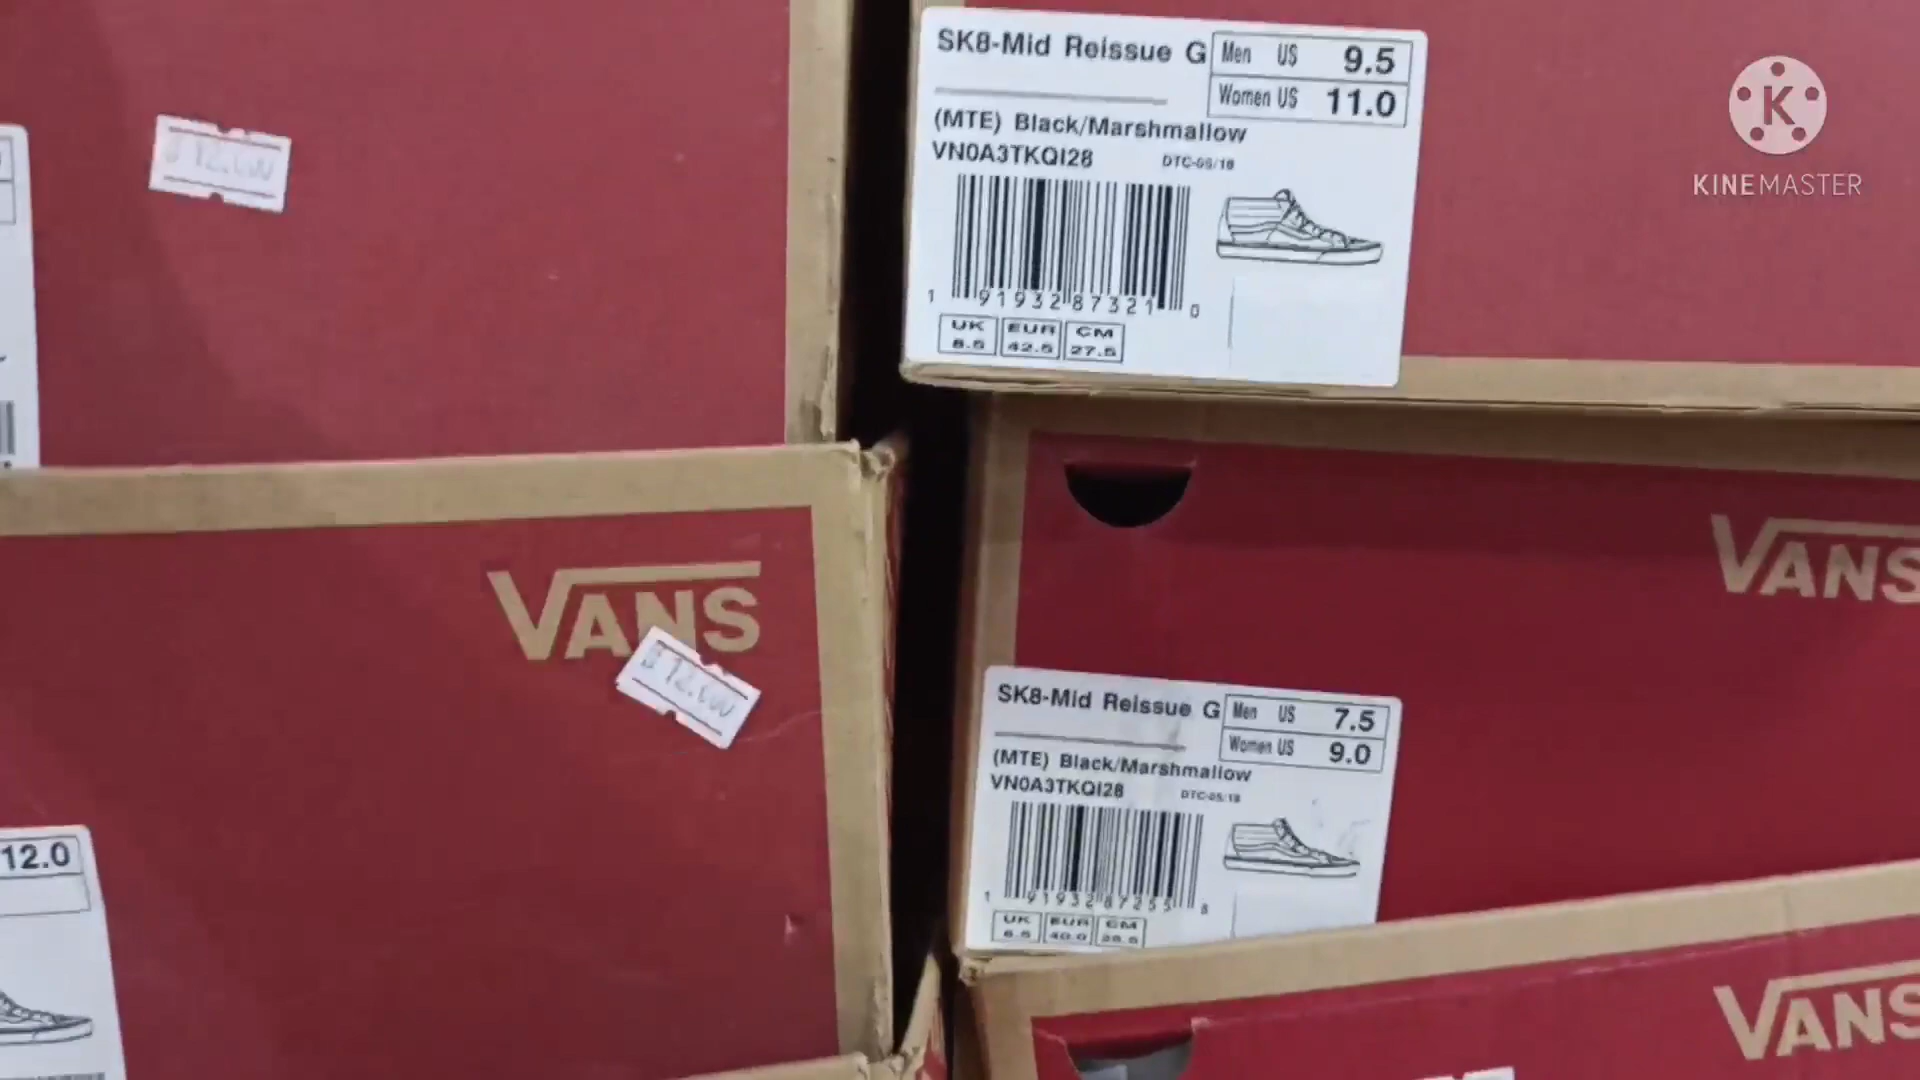 SK8-Mid Reissue G
Men US 9.5
Women US 11.0
(MTE) Black/Marshmallow
VN0A3TKQI28 DTC-05/18
1 91932 87321 0
UK EUR CM
8.5 42.5 27.5
KINEMASTER
VANS
VANS
SK8-Mid Reissue G
Men US 7.5
Women US 9.0
(MTE) Black/Marshmallow
VN0A3TKQI28 DTC-05/18
1 91932 87255 8
UK EUR CM
6.5 40.0
12.0
VANS